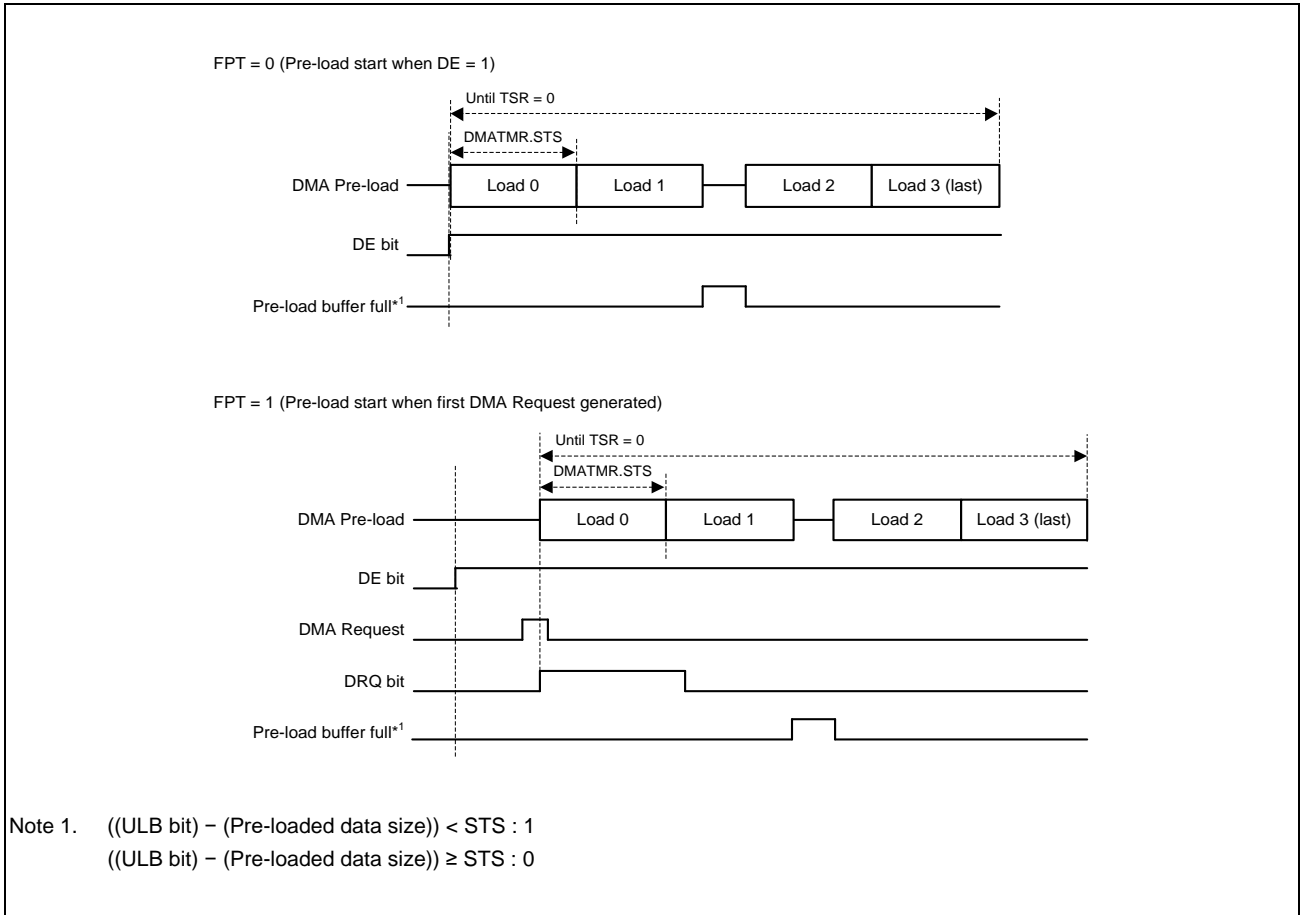 FPT = 0 (Pre-load start when DE = 1)
Until TSR = 0
DMATMR.STS
DMA Pre-load
Load 0
Load 1
Load 2
Load 3 (last)
DE bit
Pre-load buffer full*1
FPT = 1 (Pre-load start when first DMA Request generated)
Until TSR = 0
DMATMR.STS
DMA Pre-load
Load 0
Load 1
Load 2
Load 3 (last)
DE bit
DMA Request
DRQ bit
Pre-load buffer full*1
Note 1. ((ULB bit) − (Pre-loaded data size)) < STS : 1
((ULB bit) − (Pre-loaded data size)) ≥ STS : 0